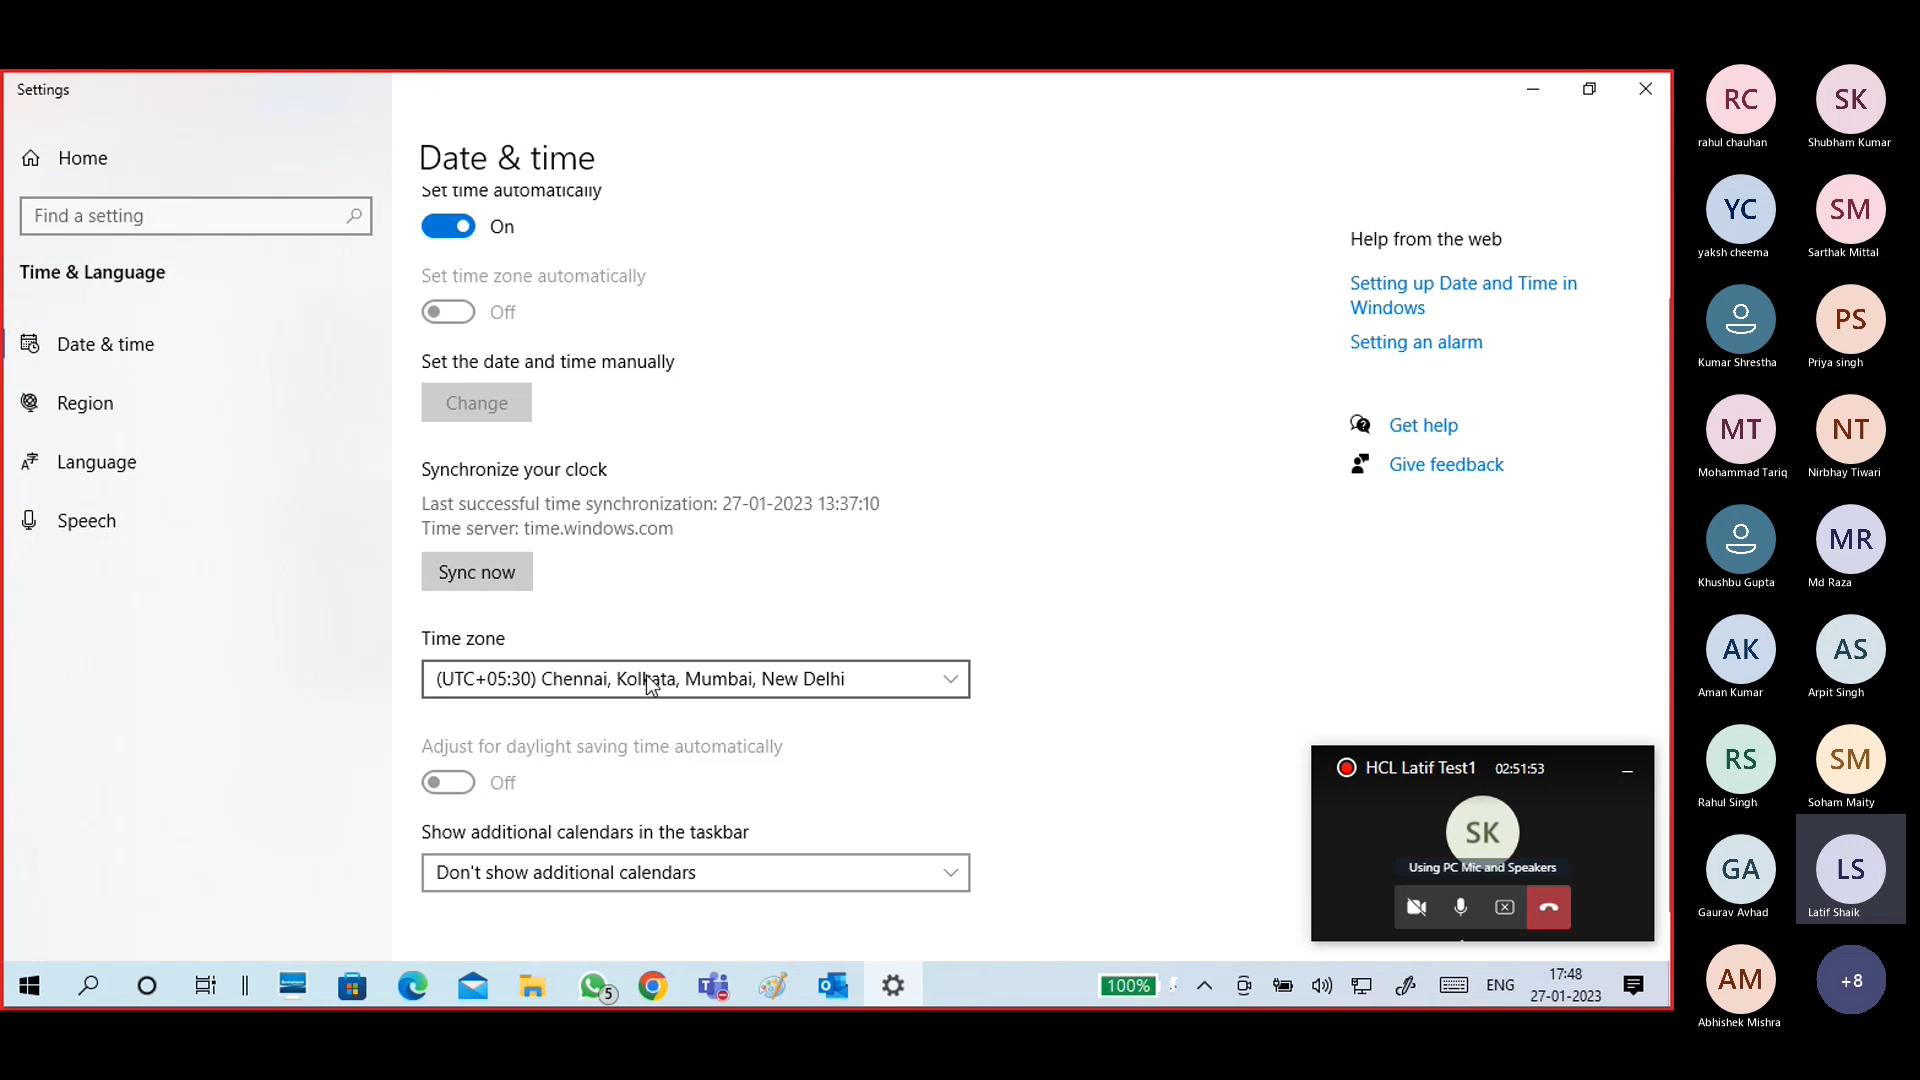 Settings
Home
Find a setting
Time & Language
Date & time
Region
Language
Speech
Date & time
Set time automatically
On
Set time zone automatically
Off
Set the date and time manually
Change
Synchronize your clock
Last successful time synchronization: 27-01-2023 13:37:10
Time server: time.windows.com
Sync now
Time zone
(UTC+05:30) Chennai, Kolkata, Mumbai, New Delhi
Adjust for daylight saving time automatically
Off
Show additional calendars in the taskbar
Don't show additional calendars
Help from the web
Setting up Date and Time in
Windows
Setting an alarm
Get help
Give feedback
HCL Latif Test1 02:51:53
SK
Using PC Mic and Speakers
5
100%
ENG
17:48
27-01-2023
RC
rahul chauhan
SK
Shubham Kumar
YC
yaksh cheema
SM
Sarthak Mittal
Kumar Shrestha
PS
Priya singh
MT
Mohammad Tariq
NT
Nirbhay Tiwari
Khushbu Gupta
MR
Md Raza
AK
Aman Kumar
AS
Arpit Singh
RS
Rahul Singh
SM
Soham Maity
GA
Gaurav Avhad
LS
Latif Shaik
AM
Abhishek Mishra
+8